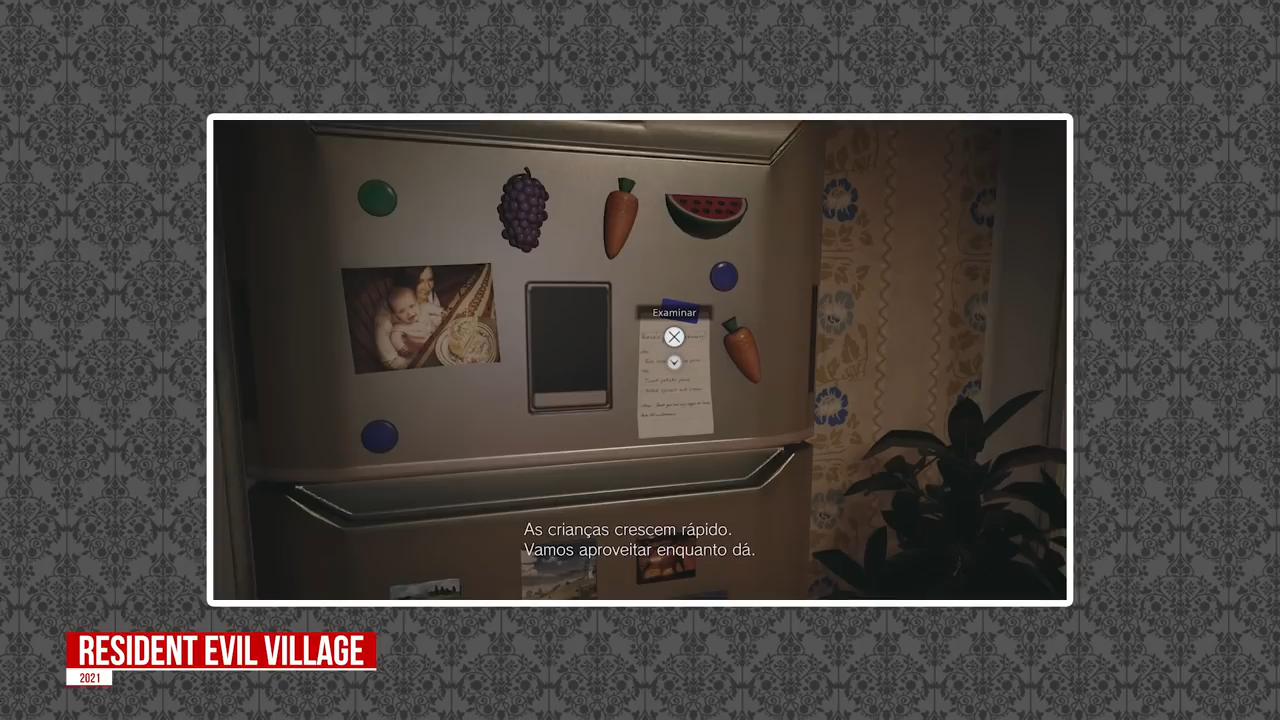 Examinar
As crianças crescem rápido.
Vamos aproveitar enquanto dá.
RESIDENT EVIL VILLAGE
2021